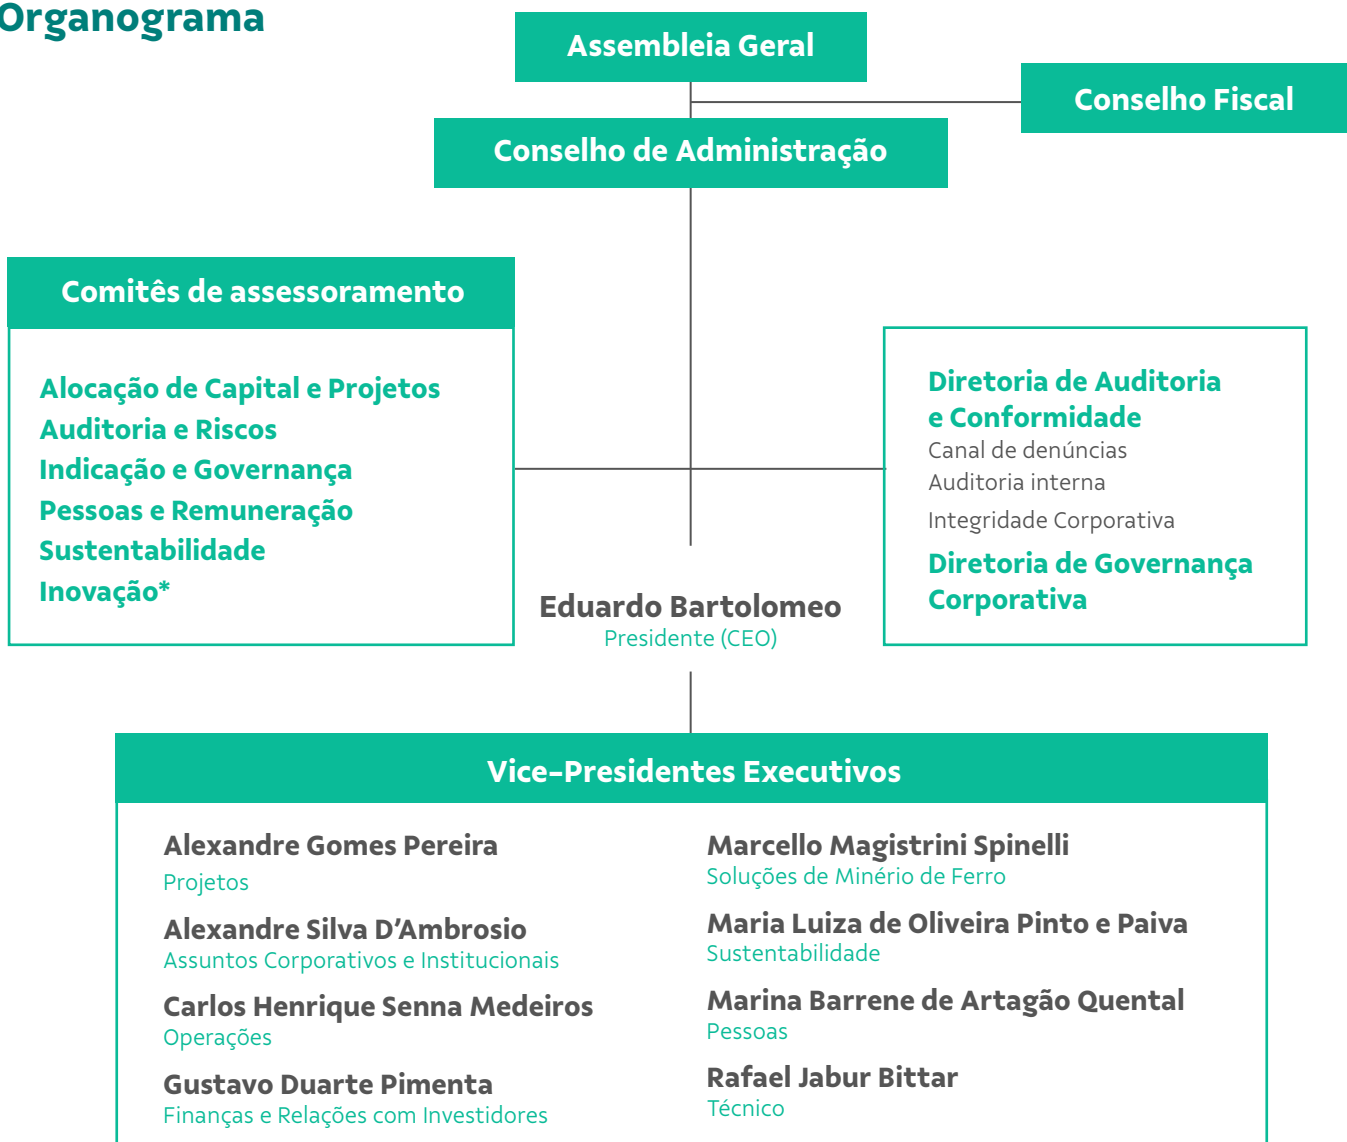 Organograma
Assembleia Geral
Conselho Fiscal
Conselho de Administração
Comitês de assessoramento
Alocação de Capital e Projetos
Auditoria e Riscos
Indicação e Governança
Pessoas e Remuneração
Sustentabilidade
Inovação*
Diretoria de Auditoria
e Conformidade
Canal de denúncias
Auditoria interna
Integridade Corporativa
Diretoria de Governança
Corporativa
Eduardo Bartolomeo
Presidente (CEO)
Vice-Presidentes Executivos
Alexandre Gomes Pereira
Projetos
Alexandre Silva D’Ambrosio
Assuntos Corporativos e Institucionais
Carlos Henrique Senna Medeiros
Operações
Gustavo Duarte Pimenta
Finanças e Relações com Investidores
Marcello Magistrini Spinelli
Soluções de Minério de Ferro
Maria Luiza de Oliveira Pinto e Paiva
Sustentabilidade
Marina Barrene de Artagão Quental
Pessoas
Rafael Jabur Bittar
Técnico